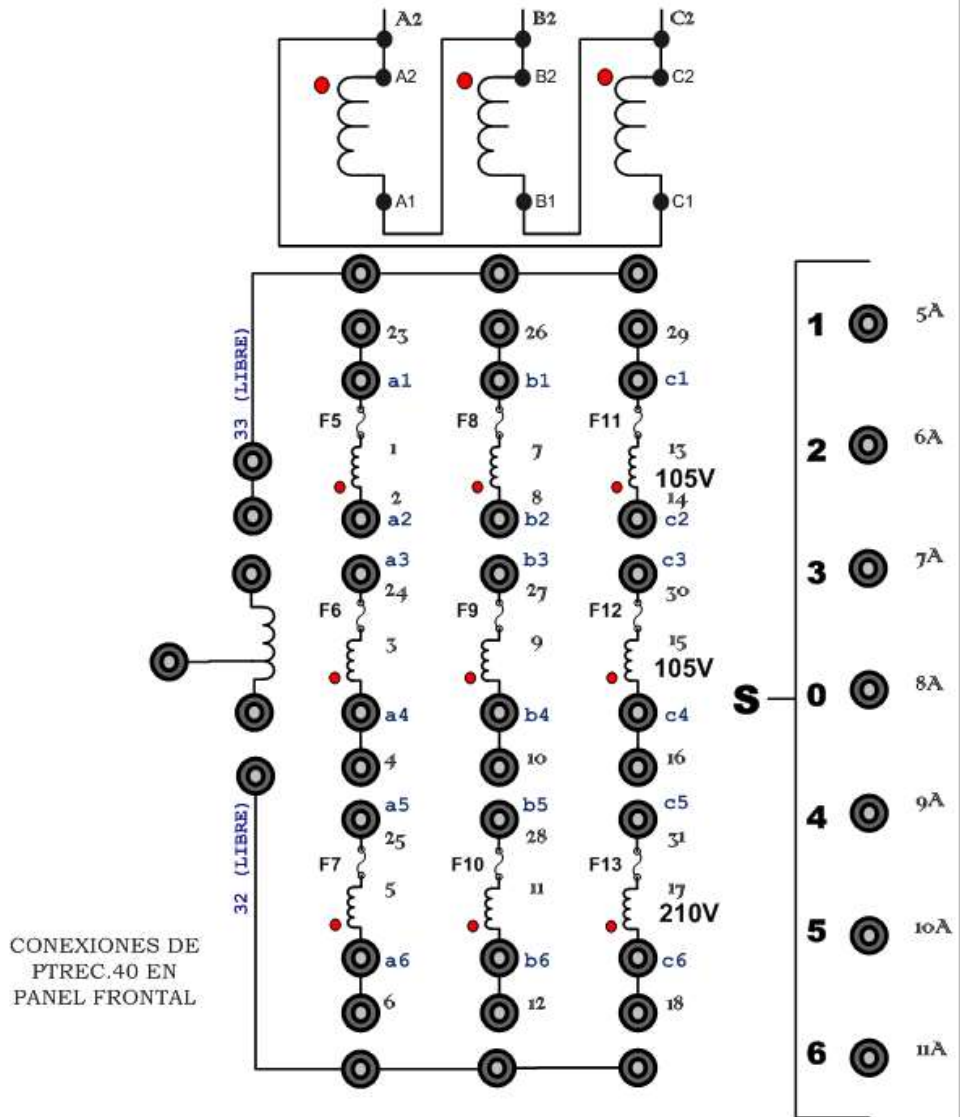 A2 B2 C2
A2 B2 C2
A1 B1 C1
23 26 29
a1 b1 c1
F5 F8 F11
1 7 13
105V
2 8 14
a2 b2 c2
33 (LIBRE)
a3 b3 c3
24 27 30
F6 F9 F12
3 9 15
105V
a4 b4 c4
4 10 16
a5 b5 c5
25 28 31
F7 F10 F13
5 11 17
210V
a6 b6 c6
6 12 18
32 (LIBRE)
CONEXIONES DE
PTREC.40 EN
PANEL FRONTAL
S
1 5A
2 6A
3 7A
0 8A
4 9A
5 10A
6 11A